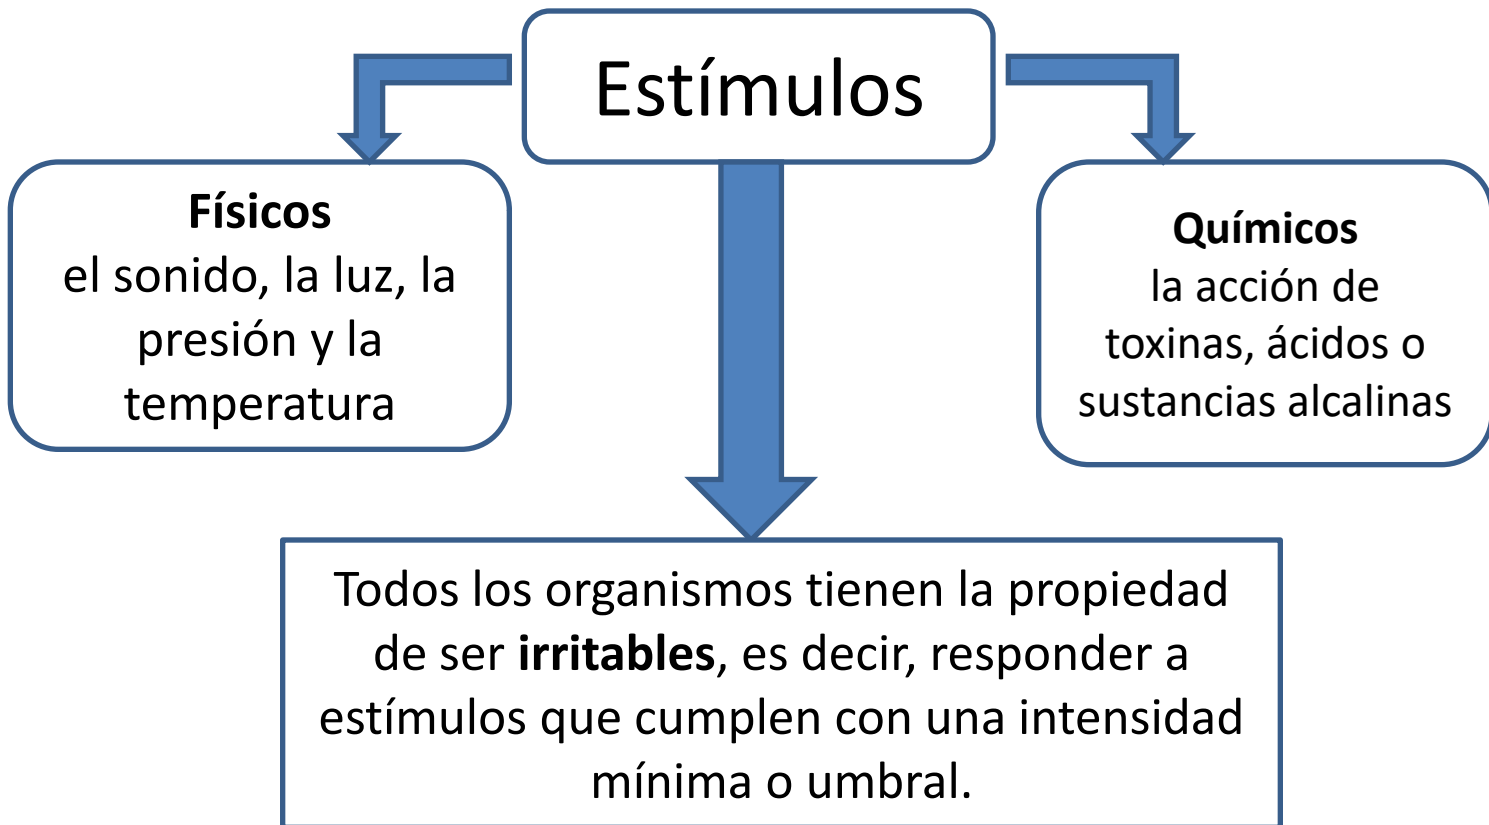 Estímulos
Físicos
el sonido, la luz, la
presión y la
temperatura
Químicos
la acción de
toxinas, ácidos o
sustancias alcalinas
Todos los organismos tienen la propiedad
de ser irritables, es decir, responder a
estímulos que cumplen con una intensidad
mínima o umbral.